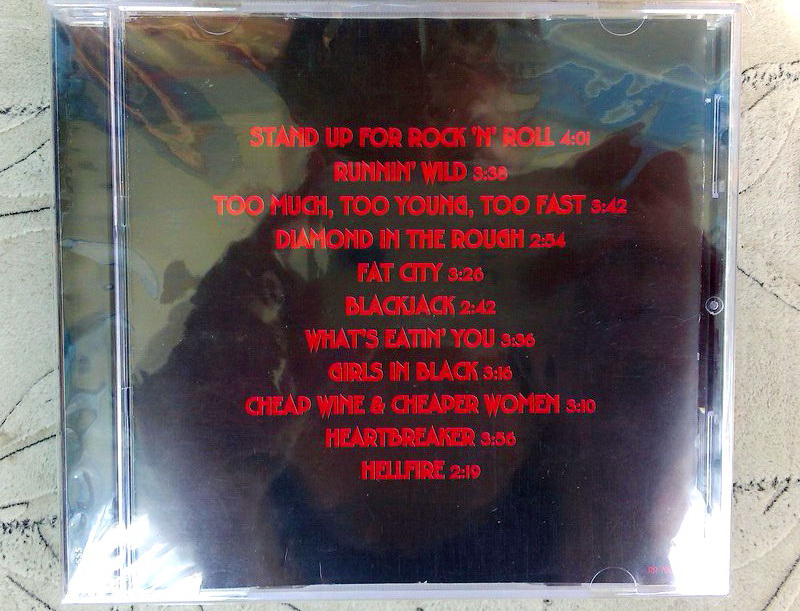 STAND UP FOR ROCK 'N' ROLL 4:01
RUNNIN' WILD 3:38
TOO MUCH, TOO YOUNG, TOO FAST 3:42
DIAMOND IN THE ROUGH 2:54
FAT CITY 3:26
BLACKJACK 2:42
WHAT'S EATIN' YOU 3:36
GIRLS IN BLACK 3:16
CHEAP WINE & CHEAPER WOMEN 3:10
HEARTBREAKER 3:56
HELLFIRE 2:19